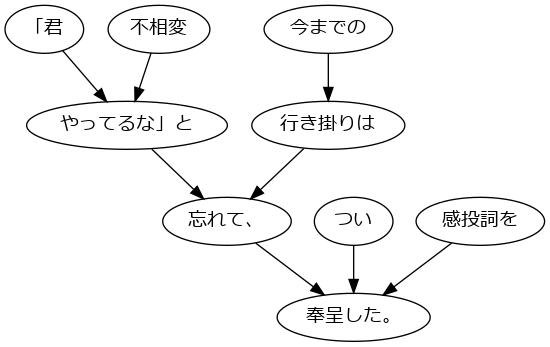 「君
不相変
今までの
やってるな」と
行き掛りは
忘れて、
つい
感投詞を
奉呈した。